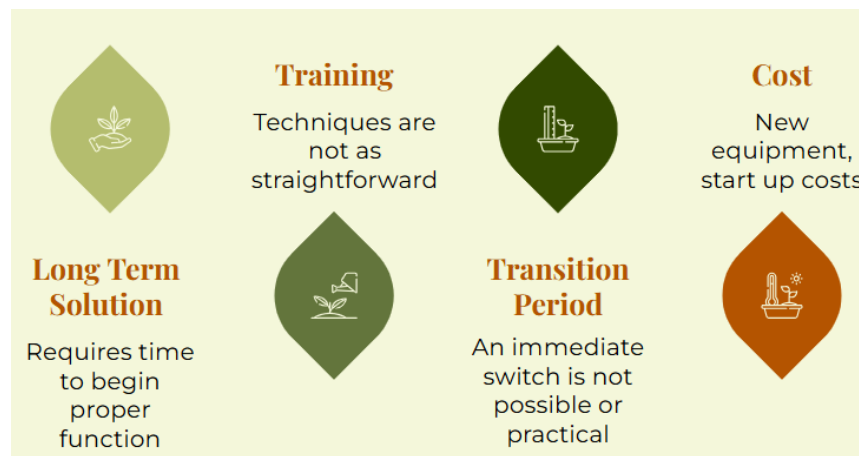 Long Term
Solution
Requires time
to begin
proper
function
Training
Techniques are
not as
straightforward
Transition
Period
An immediate
switch is not
possible or
practical
Cost
New
equipment,
start up costs